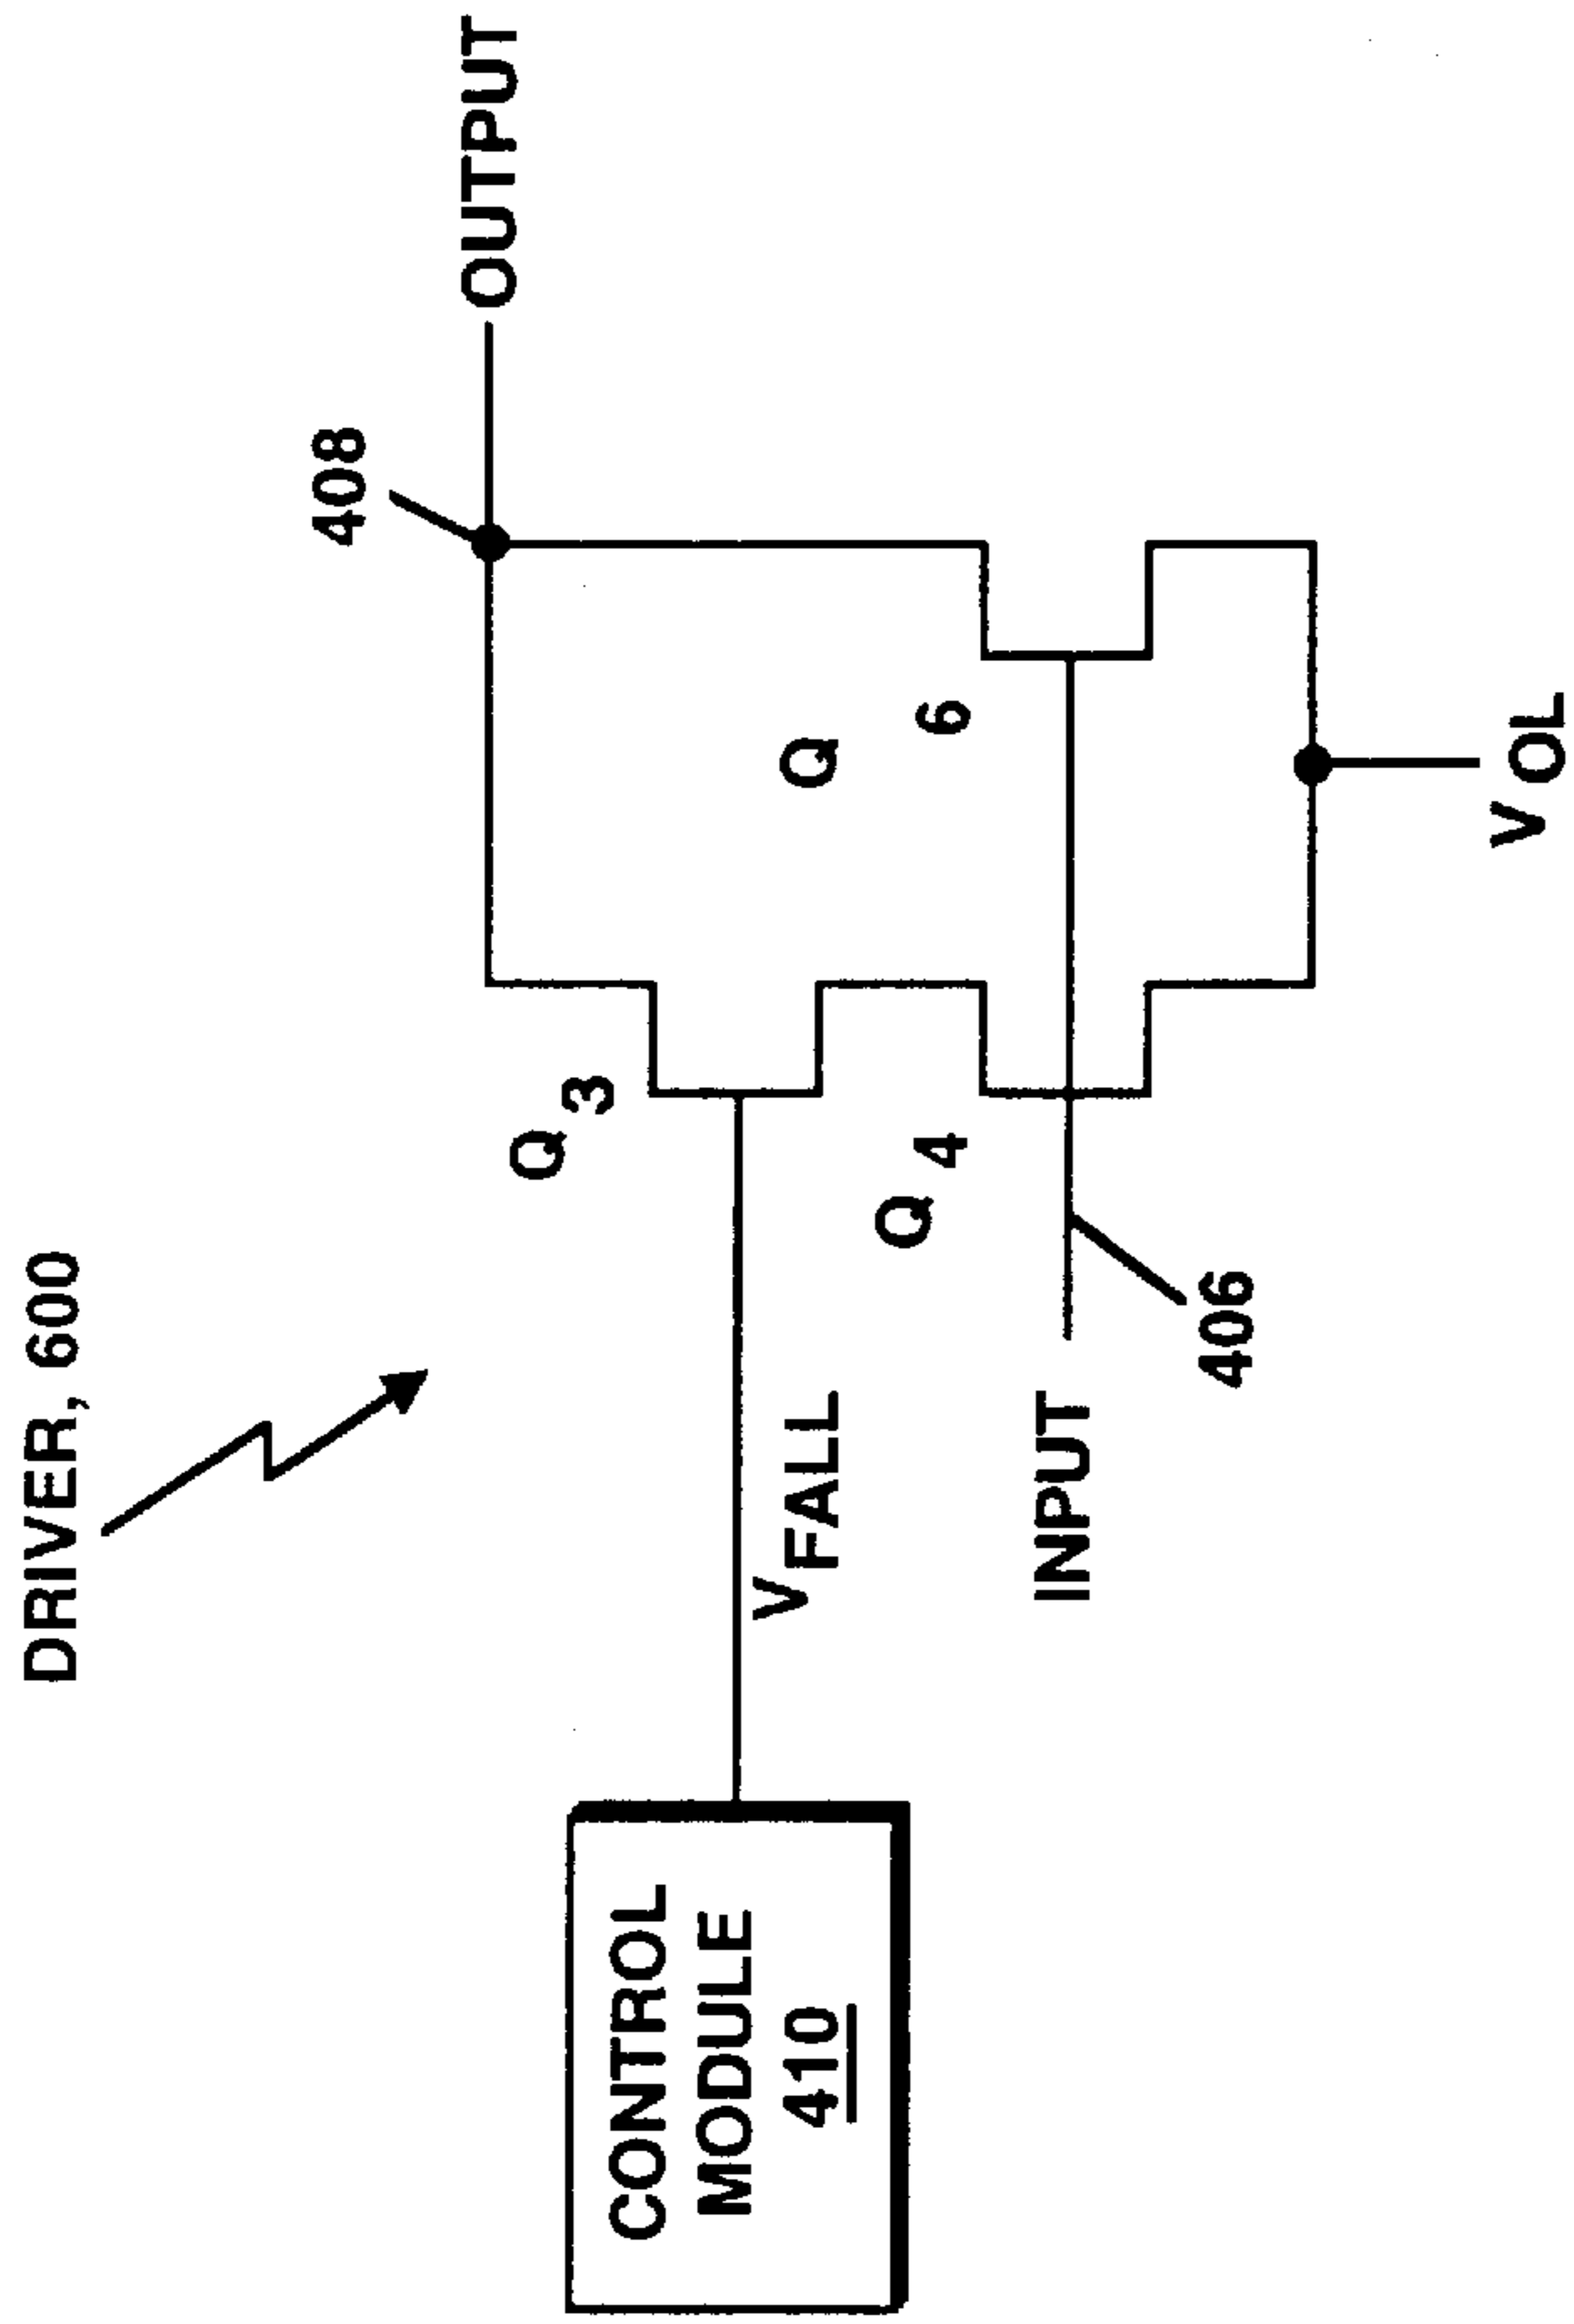 DRIVER, 600
408
OUTPUT
Q3
CONTROL
MODULE
410
VFALL
Q6
Q4
INPUT
406
VOL